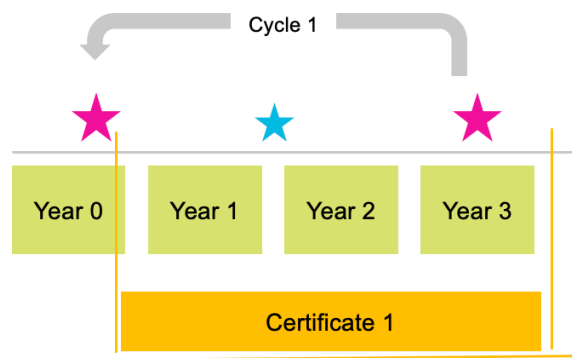 Cycle 1
Year 0
Year 1
Year 2
Year 3
Certificate 1